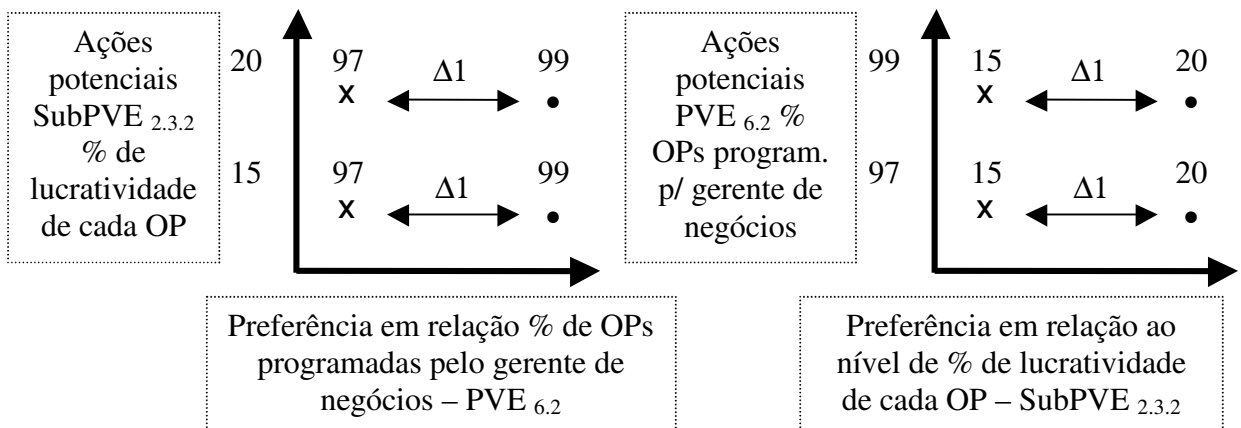 Ações
potenciais
SubPVE 2.3.2
% de
lucratividade
de cada OP
20
97
x
Δ1
99
•
15
97
x
Δ1
99
•
Preferência em relação % de OPs
programadas pelo gerente de
negócios – PVE 6.2
Ações
potenciais
PVE 6.2 %
OPs program.
p/ gerente de
negócios
99
15
x
Δ1
20
•
97
15
x
Δ1
20
•
Preferência em relação ao
nível de % de lucratividade
de cada OP – SubPVE 2.3.2